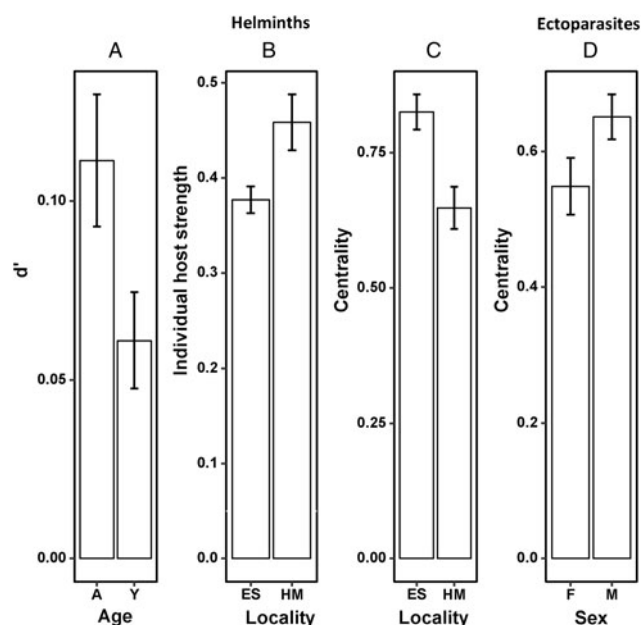 Helminths Ectoparasites
A B C D
d'
0.10
0.05
0.00
A Y
Age
Individual host strength
0.5
0.4
0.3
0.2
0.1
0.0
ES HM
Locality
Centrality
0.75
0.50
0.25
0.00
ES HM
Locality
Centrality
0.6
0.4
0.2
0.0
F M
Sex